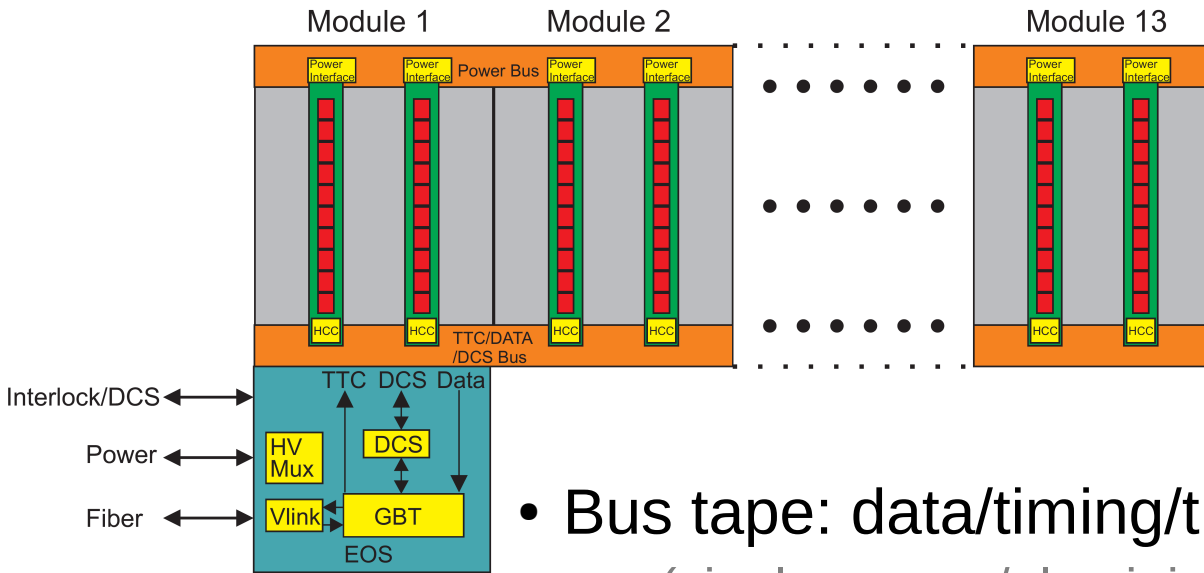 Module 1
Module 2
Module 13
Power
Interface
Power
Interface
Power Bus
Power
Interface
Power
Interface
Power
Interface
Power
Interface
HCC
HCC
TTC/DATA
/DCS Bus
HCC
HCC
HCC
HCC
TTC DCS Data
Interlock/DCS
HV
Mux
DCS
Power
Fiber
Vlink
GBT
EOS
• Bus tape: data/timing/t